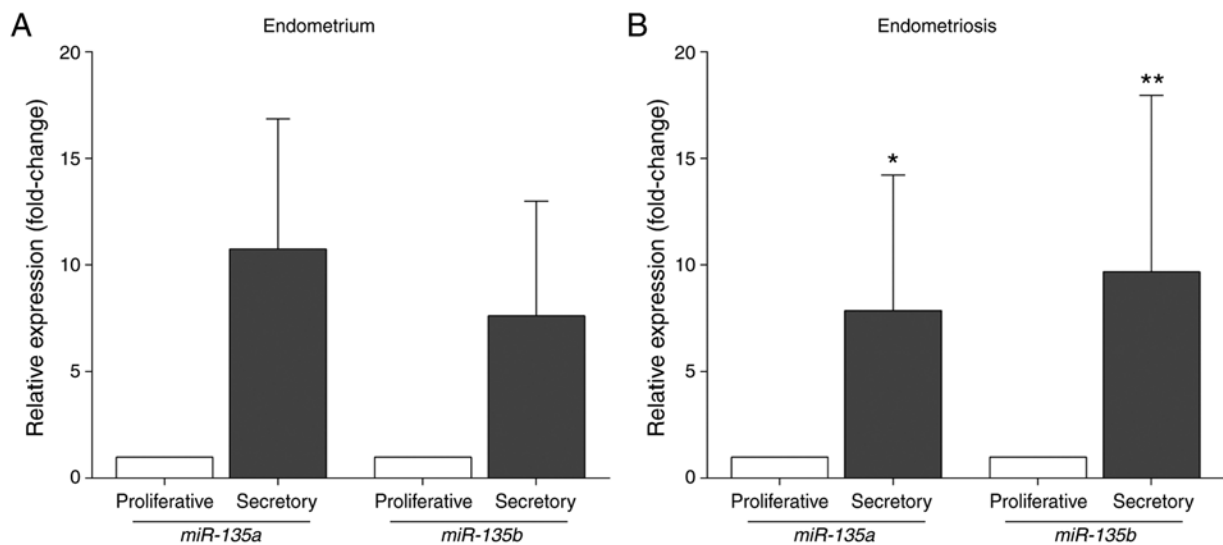 A
Endometrium
Relative expression (fold-change)
20
15
10
5
0
Proliferative Secretory Proliferative Secretory
miR-135a miR-135b
B
Endometriosis
Relative expression (fold-change)
20
15
10
5
0
*
**
Proliferative Secretory Proliferative Secretory
miR-135a miR-135b